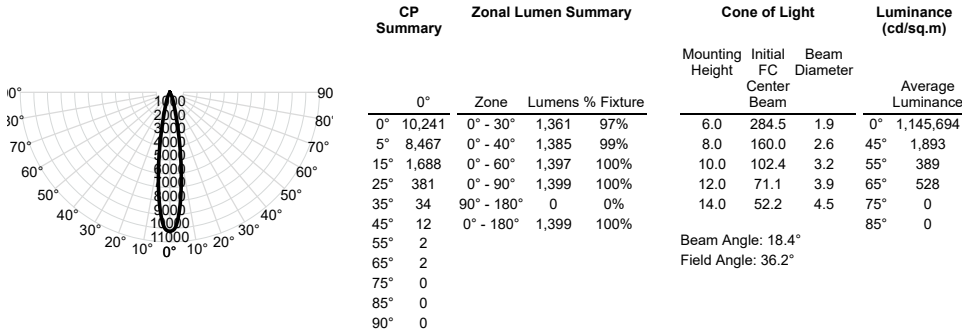 CP Summary
Zonal Lumen Summary
Cone of Light
Luminance (cd/sq.m)
Mounting Height Initial FC Center Beam Beam Diameter
0° Zone Lumens % Fixture Average Luminance
0° 10,241 0° - 30° 1,361 97% 6.0 284.5 1.9 0° 1,145,694
5° 8,467 0° - 40° 1,385 99% 8.0 160.0 2.6 45° 1,893
15° 1,688 0° - 60° 1,397 100% 10.0 102.4 3.2 55° 389
25° 381 0° - 90° 1,399 100% 12.0 71.1 3.9 65° 528
35° 34 90° - 180° 0 0% 14.0 52.2 4.5 75° 0
45° 12 0° - 180° 1,399 100% 85° 0
55° 2
65° 2
75° 0
85° 0
90° 0
Beam Angle: 18.4°
Field Angle: 36.2°
0° 90
80° 80°
70° 70°
60° 60°
50° 50°
40° 40°
30° 30°
20° 10° 0° 10° 20°
1000
2000
3000
4000
5000
6000
7000
8000
9000
10000
11000